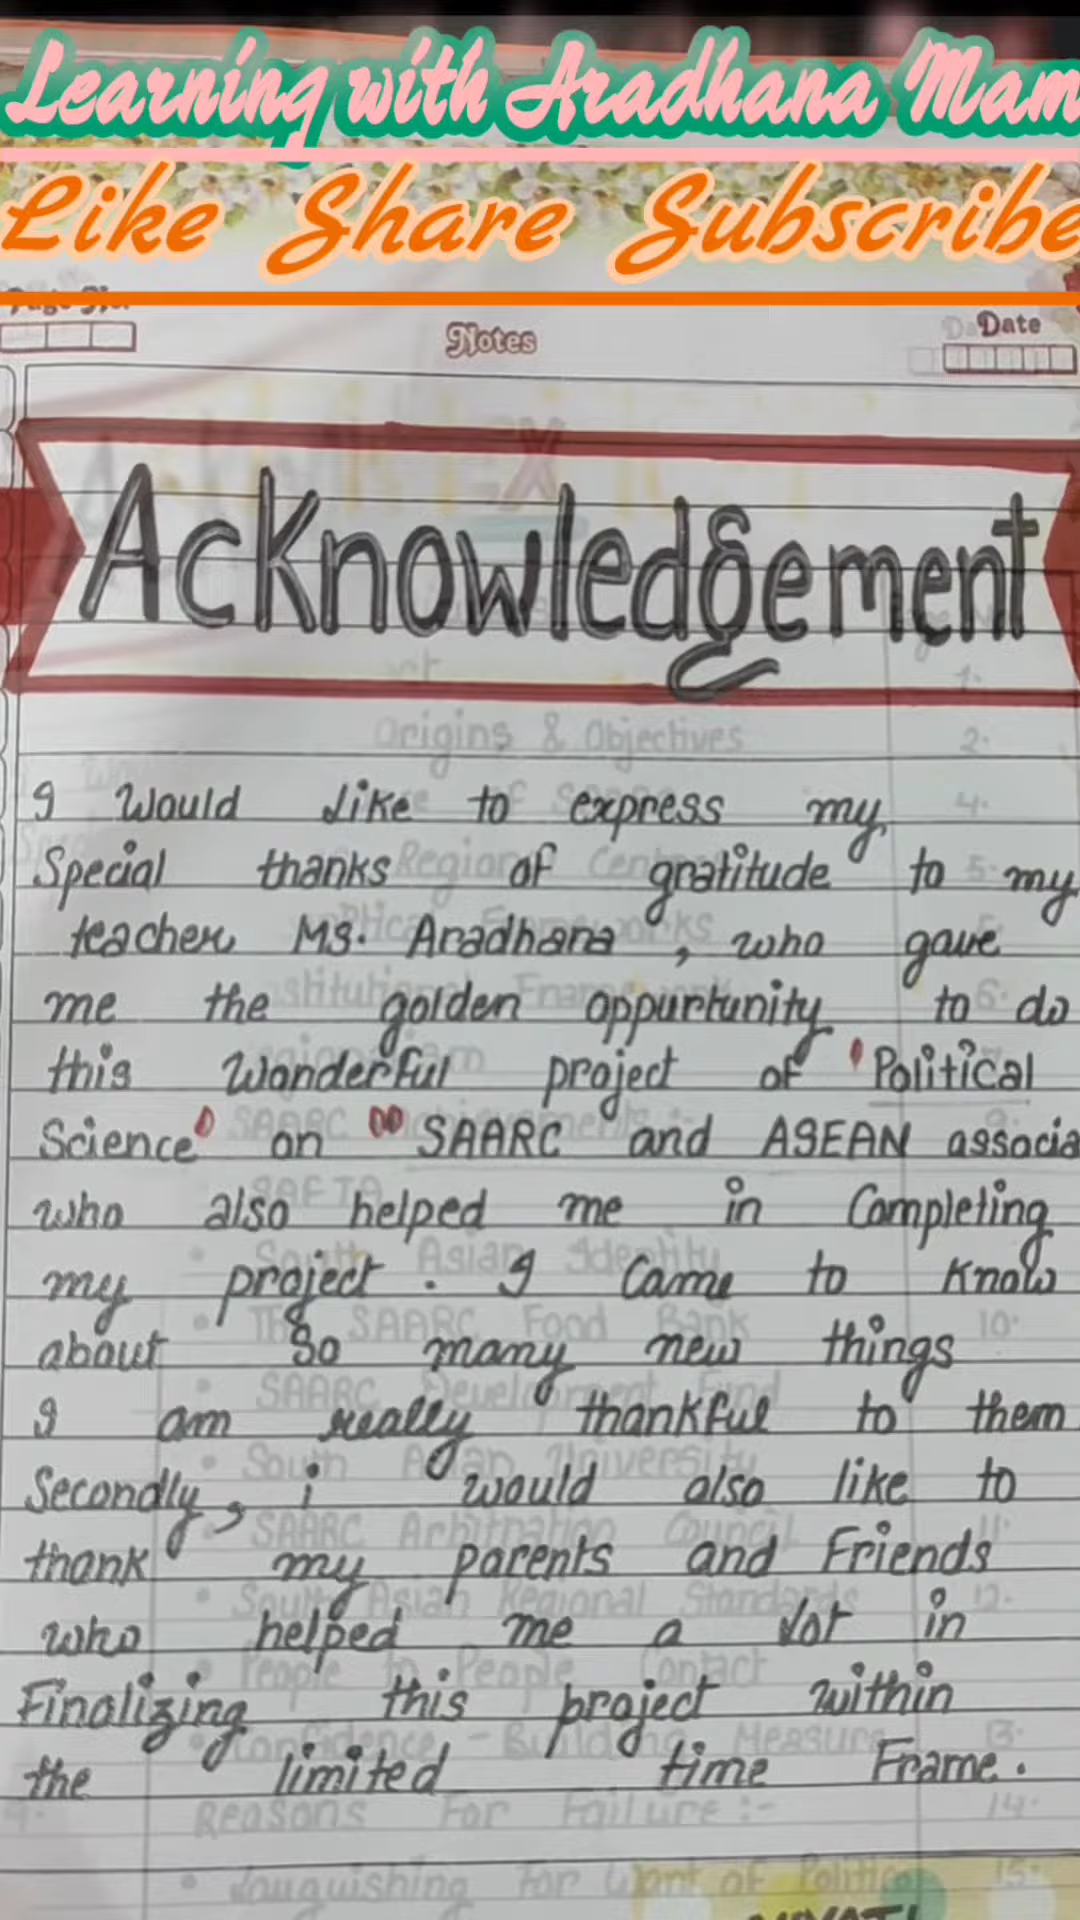 Learning with Aradhana Mam
Like Share Subscribe
Page No.
Notes
Date
Acknowledgement
I would like to express my
Special thanks of gratitude to my
teacher Ms. Aradhana, who gave
me the golden oppurtunity to do
this Wonderful project of 'Political
Science' on "SAARC and ASEAN associa
who also helped me in Completing
my project. I Came to Know
about So many new things
I am really thankful to them
Secondly, i would also like to
thank my parents and Friends
who helped me a lot in
Finalizing this project within
the limited time Frame.